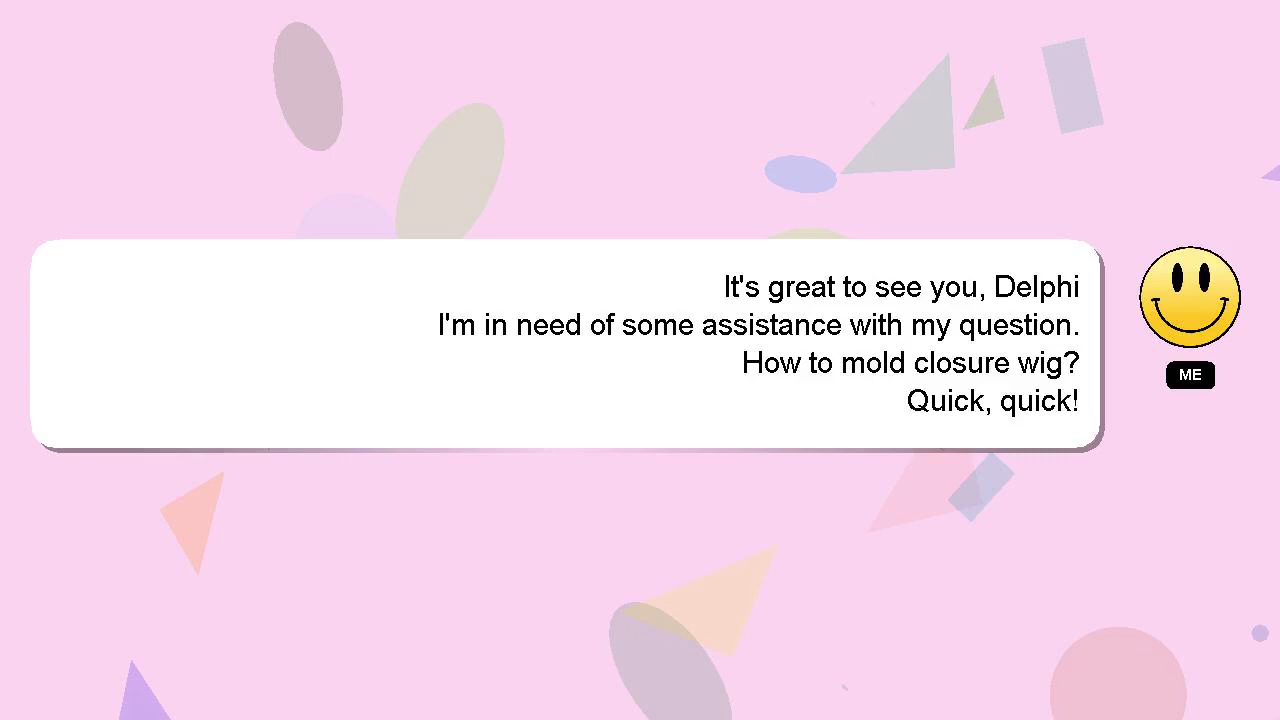 It's great to see you, Delphi
I'm in need of some assistance with my question.
How to mold closure wig?
Quick, quick!
ME